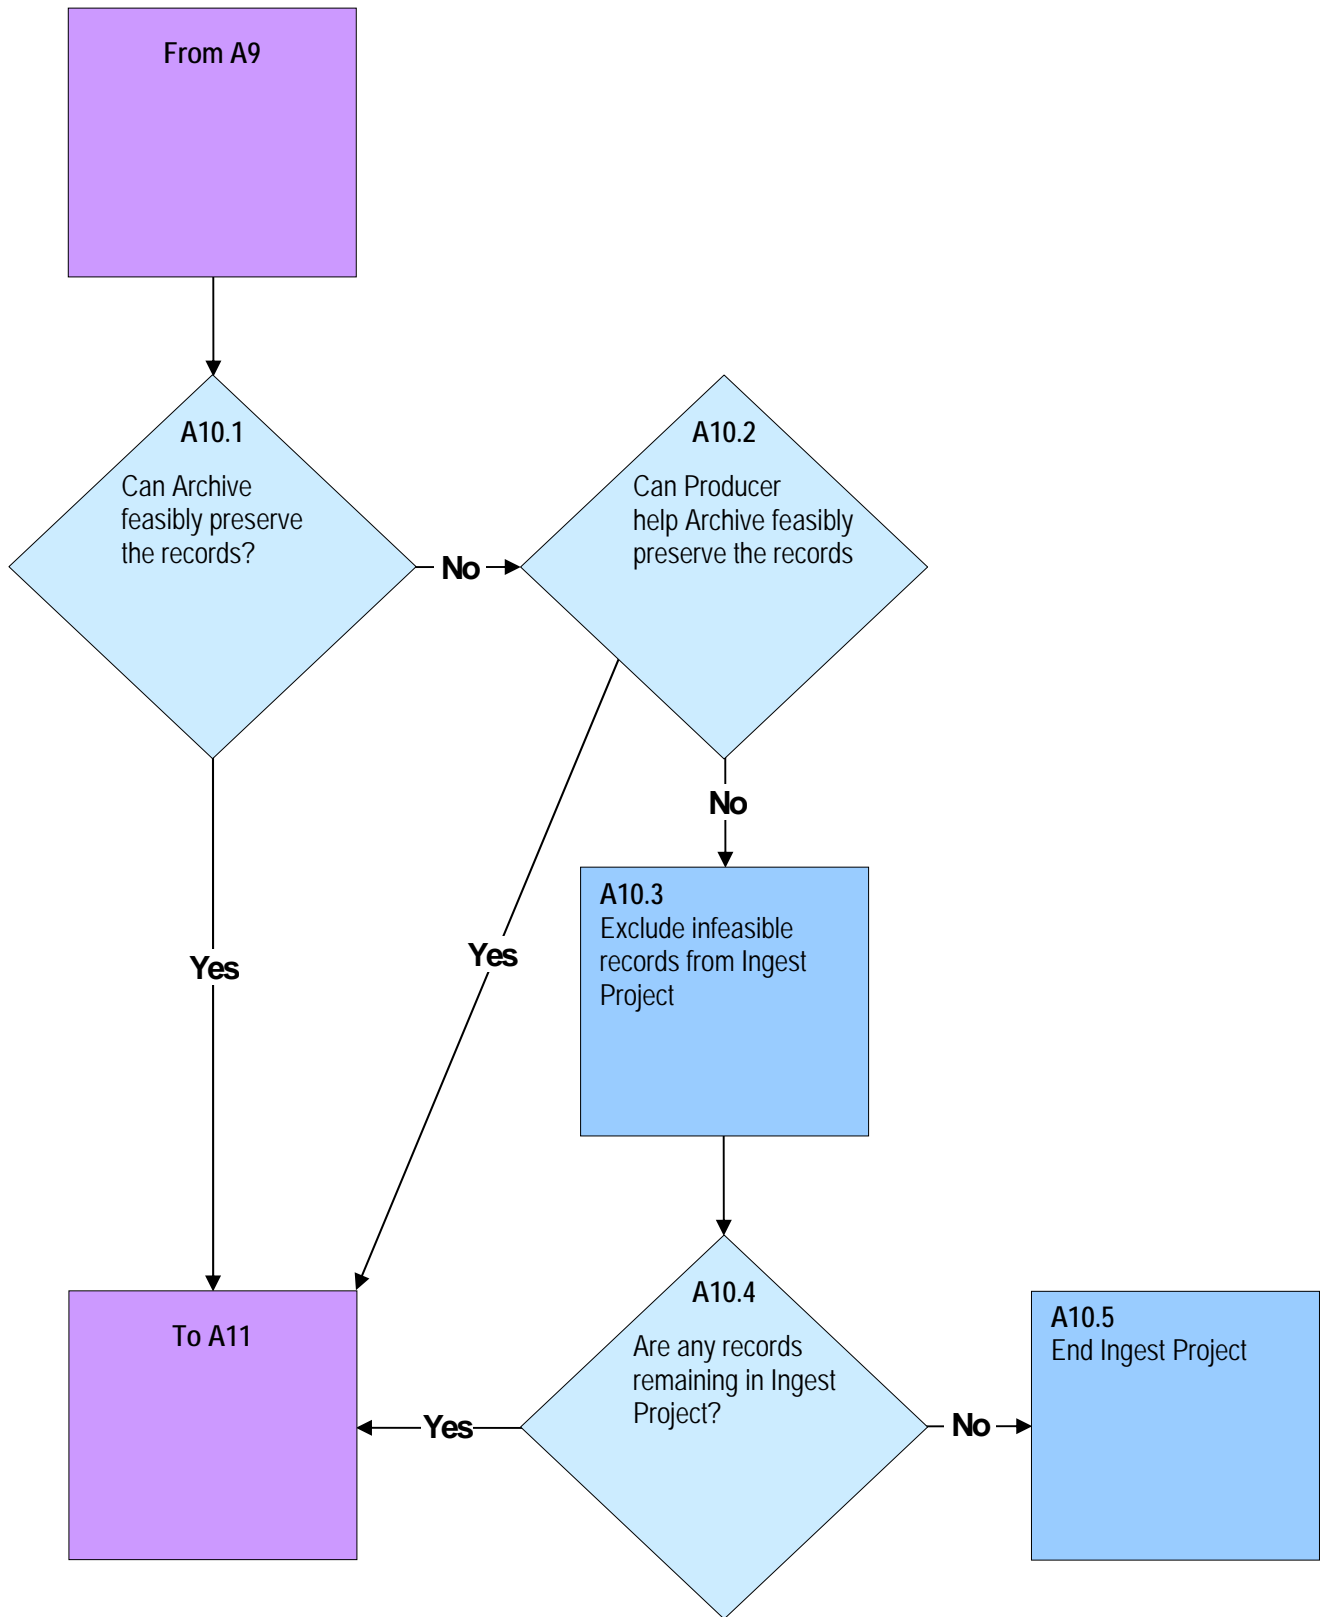 From A9
A10.1
Can Archive
feasibly preserve
the records?
No
A10.2
Can Producer
help Archive feasibly
preserve the records
Yes
Yes
No
A10.3
Exclude infeasible
records from Ingest
Project
To A11
Yes
A10.4
Are any records
remaining in Ingest
Project?
No
A10.5
End Ingest Project